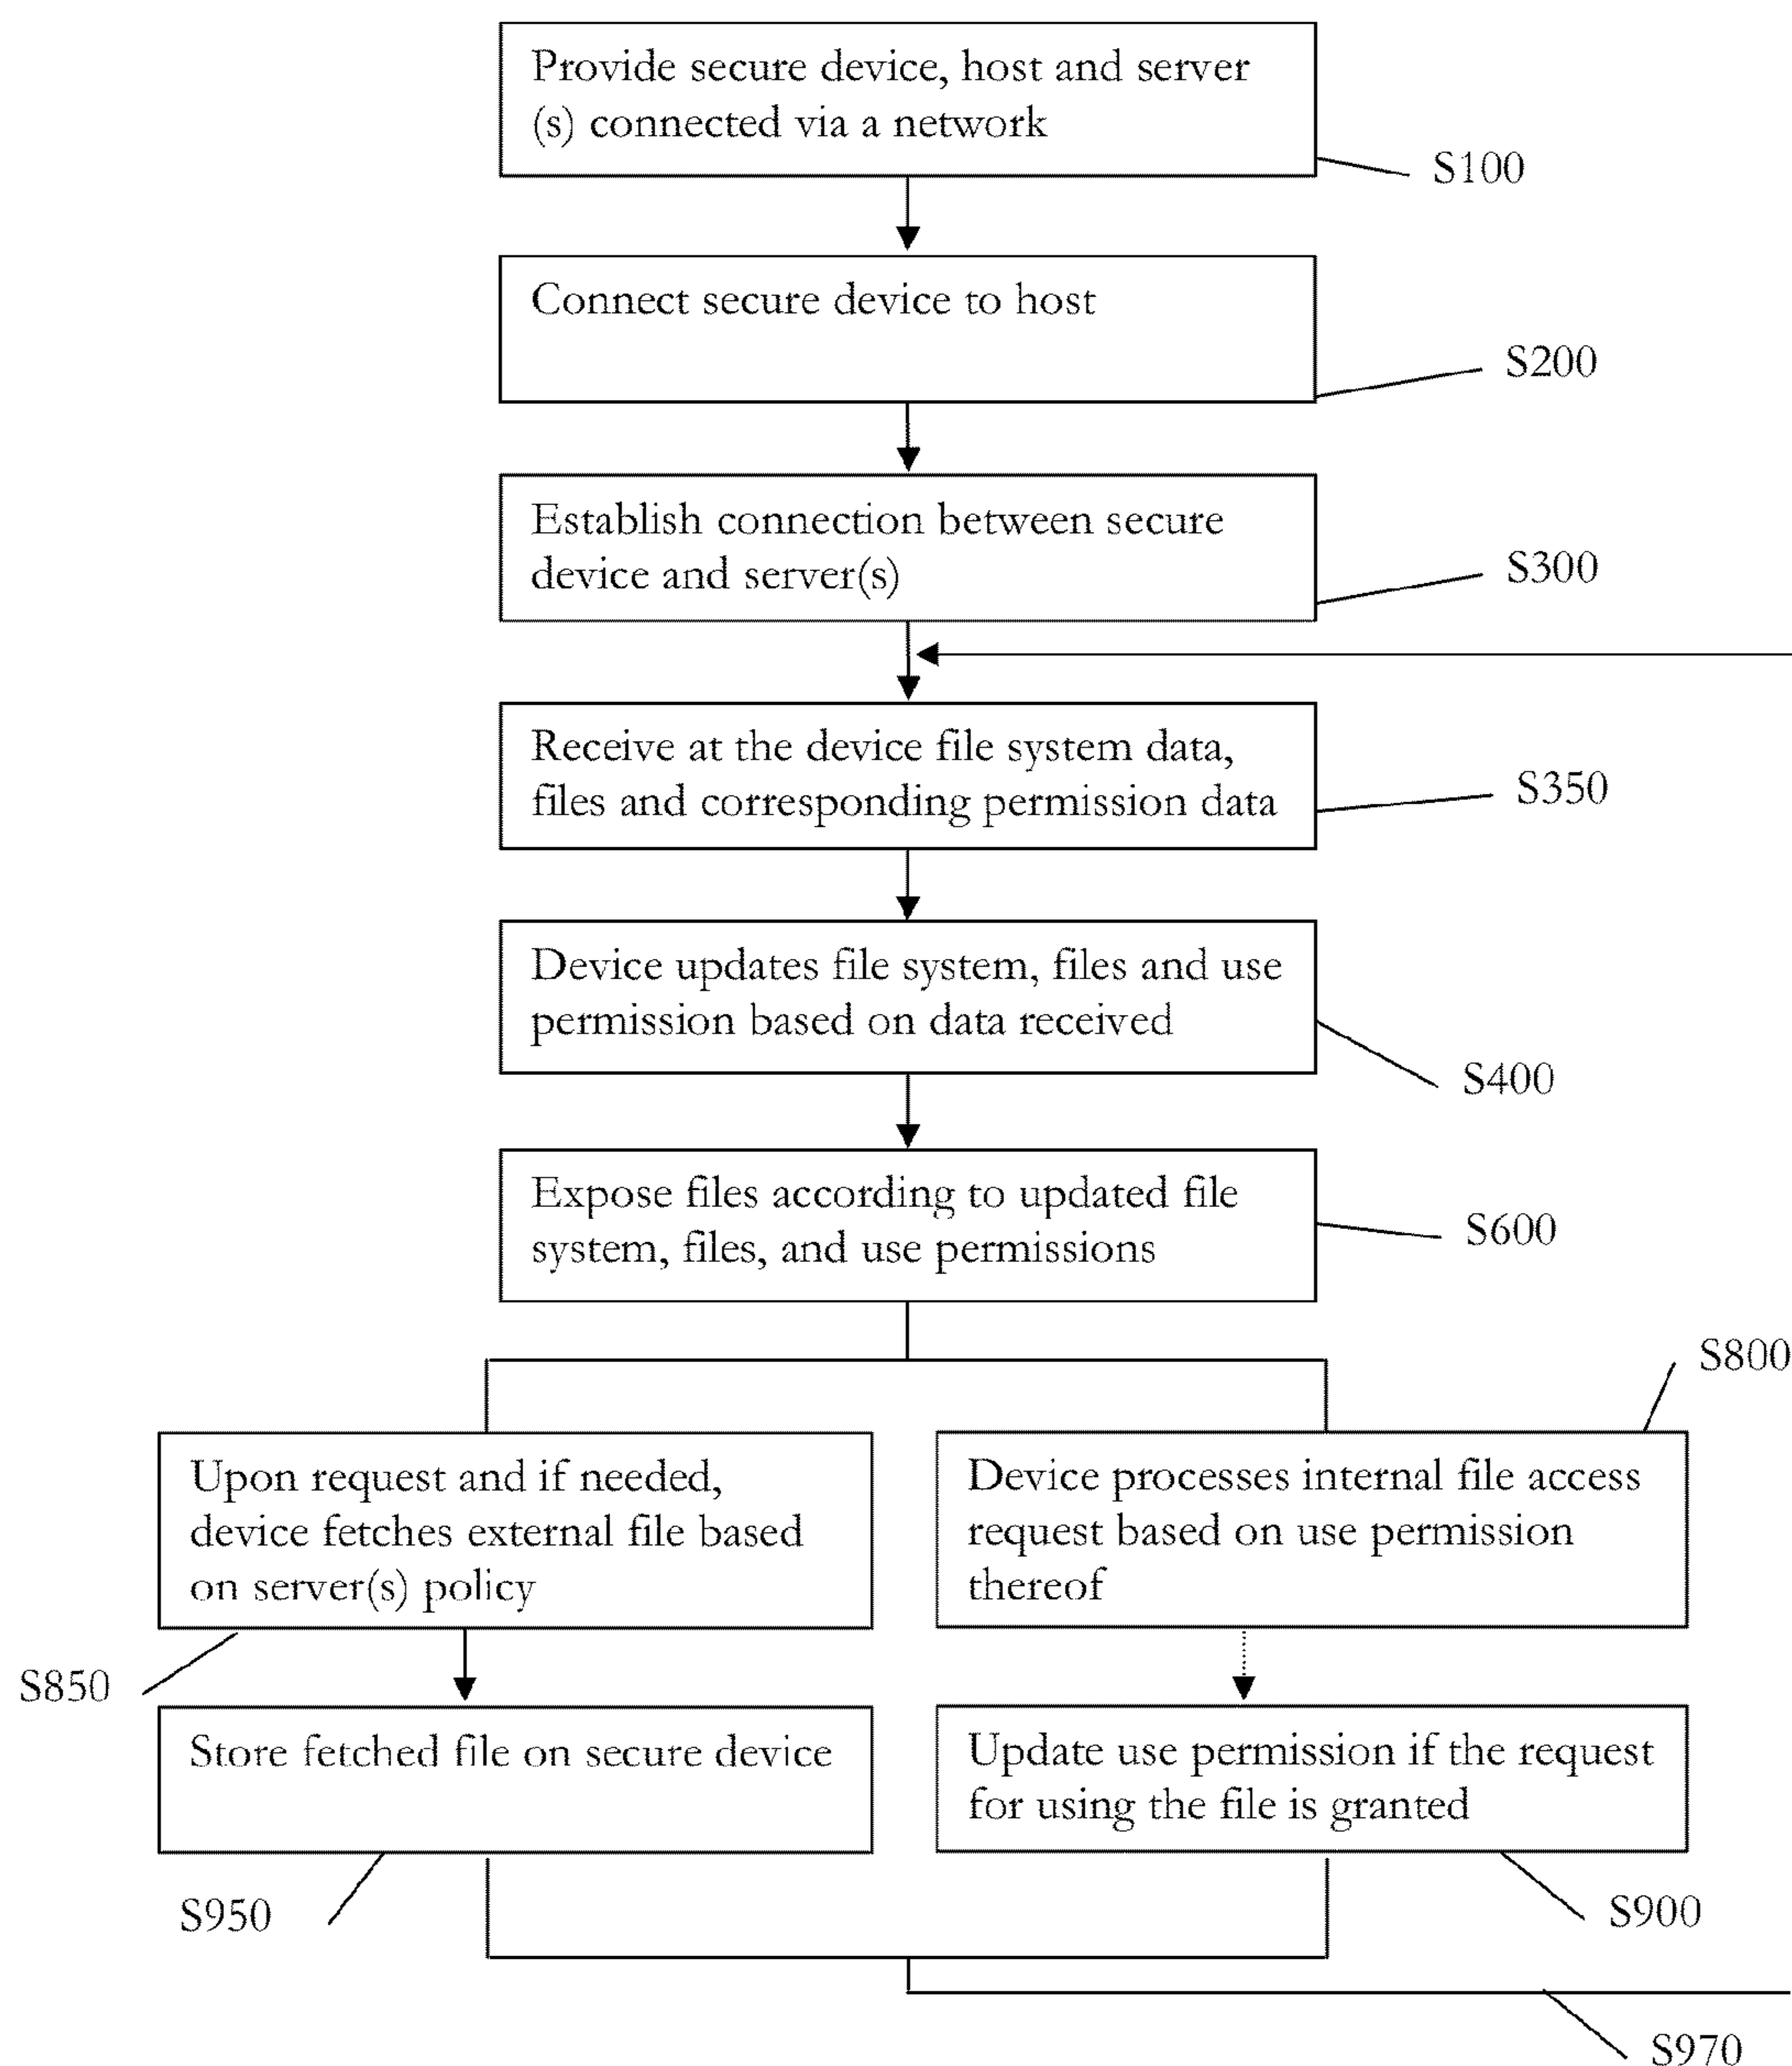 Provide secure device, host and server
(s) connected via a network
S100
Connect secure device to host
S200
Establish connection between secure
device and server(s)
S300
Receive at the device file system data,
files and corresponding permission data
S350
Device updates file system, files and use
permission based on data received
S400
Expose files according to updated file
system, files, and use permissions
S600
S800
Upon request and if needed,
device fetches external file based
on server(s) policy
S850
Device processes internal file access
request based on use permission
thereof
Store fetched file on secure device
S950
Update use permission if the request
for using the file is granted
S900
S970